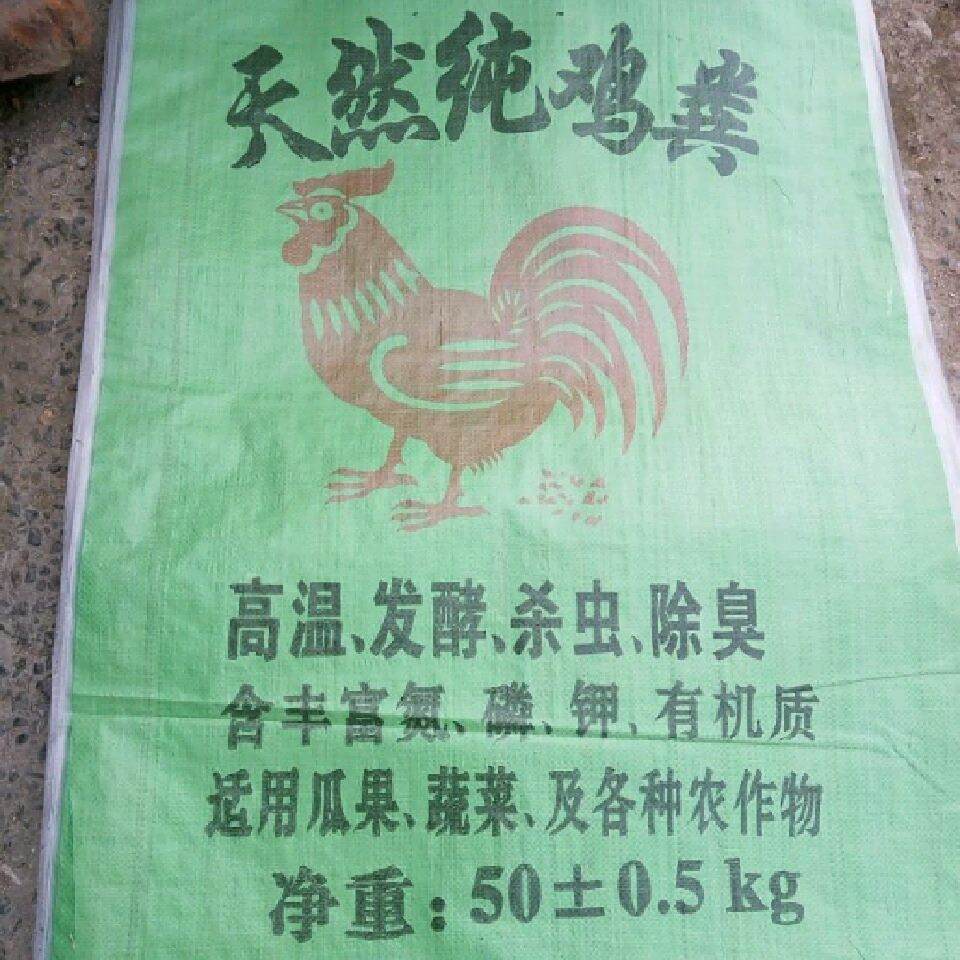 天然纯鸡粪
高温、发酵、杀虫、除臭
含丰富氮、磷、钾、有机质
适用瓜果、蔬菜、及各种农作物
净重:50±0.5kg